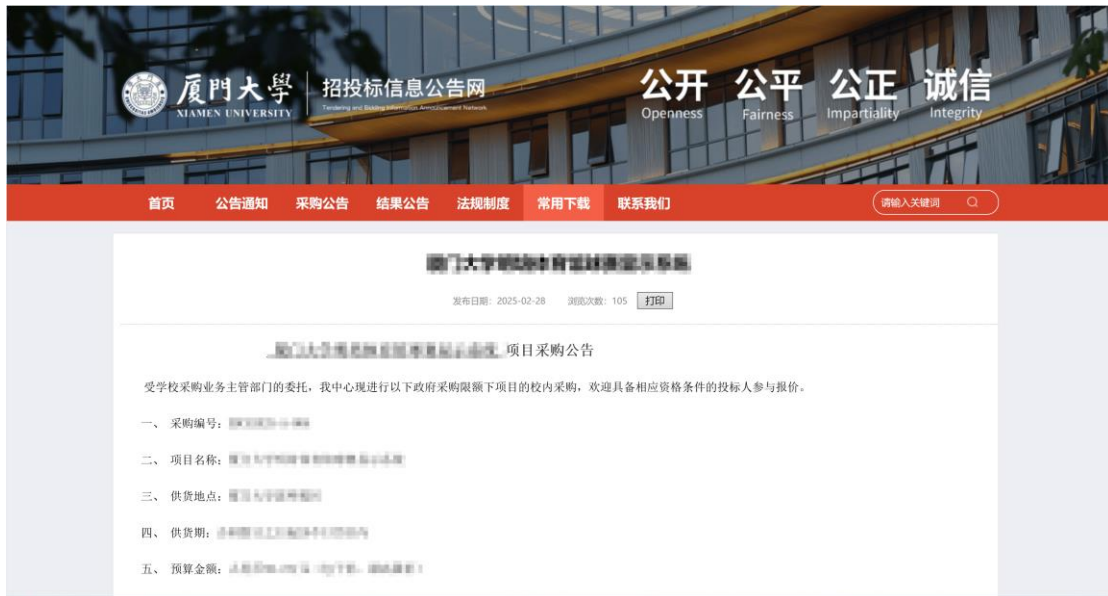 厦門大學
XIAMEN UNIVERSITY
招投标信息公告网
Tendering and Bidding Information Announcement Network
公开 公平 公正 诚信
Openness Fairness Impartiality Integrity
首页 公告通知 采购公告 结果公告 法规制度 常用下载 联系我们 请输入关键词
发布日期: 2025-02-28 浏览次数: 105 打印
项目采购公告
受学校采购业务主管部门的委托，我中心现进行以下政府采购限额下项目的校内采购，欢迎具备相应资格条件的投标人参与报价。
一、 采购编号:
二、 项目名称:
三、 供货地点:
四、 供货期:
五、 预算金额: